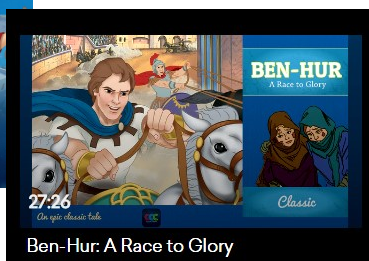 BEN-HUR
A Race to Glory
27:26
An epic classic tale
Classic
Ben-Hur: A Race to Glory